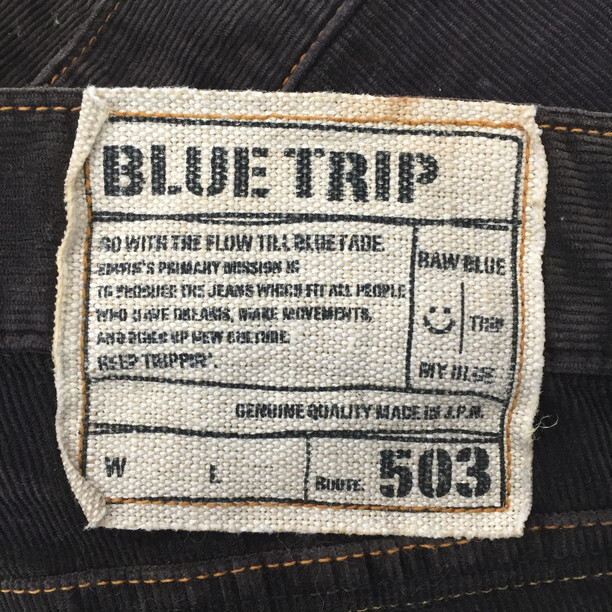 BLUE TRIP
GO WITH THE FLOW TILL BLUE FADE.
EDWIN'S PRIMARY MISSION IS
TO PRODUCE THE JEANS WHICH FIT ALL PEOPLE
WHO HAVE DREAMS, MAKE MOVEMENTS,
AND BUILD UP NEW CULTURE.
KEEP TRIPPIN'.
RAW BLUE
TRIP
MY BLUE
GENUINE QUALITY MADE IN J.P.N.
W L
ROUTE. 503